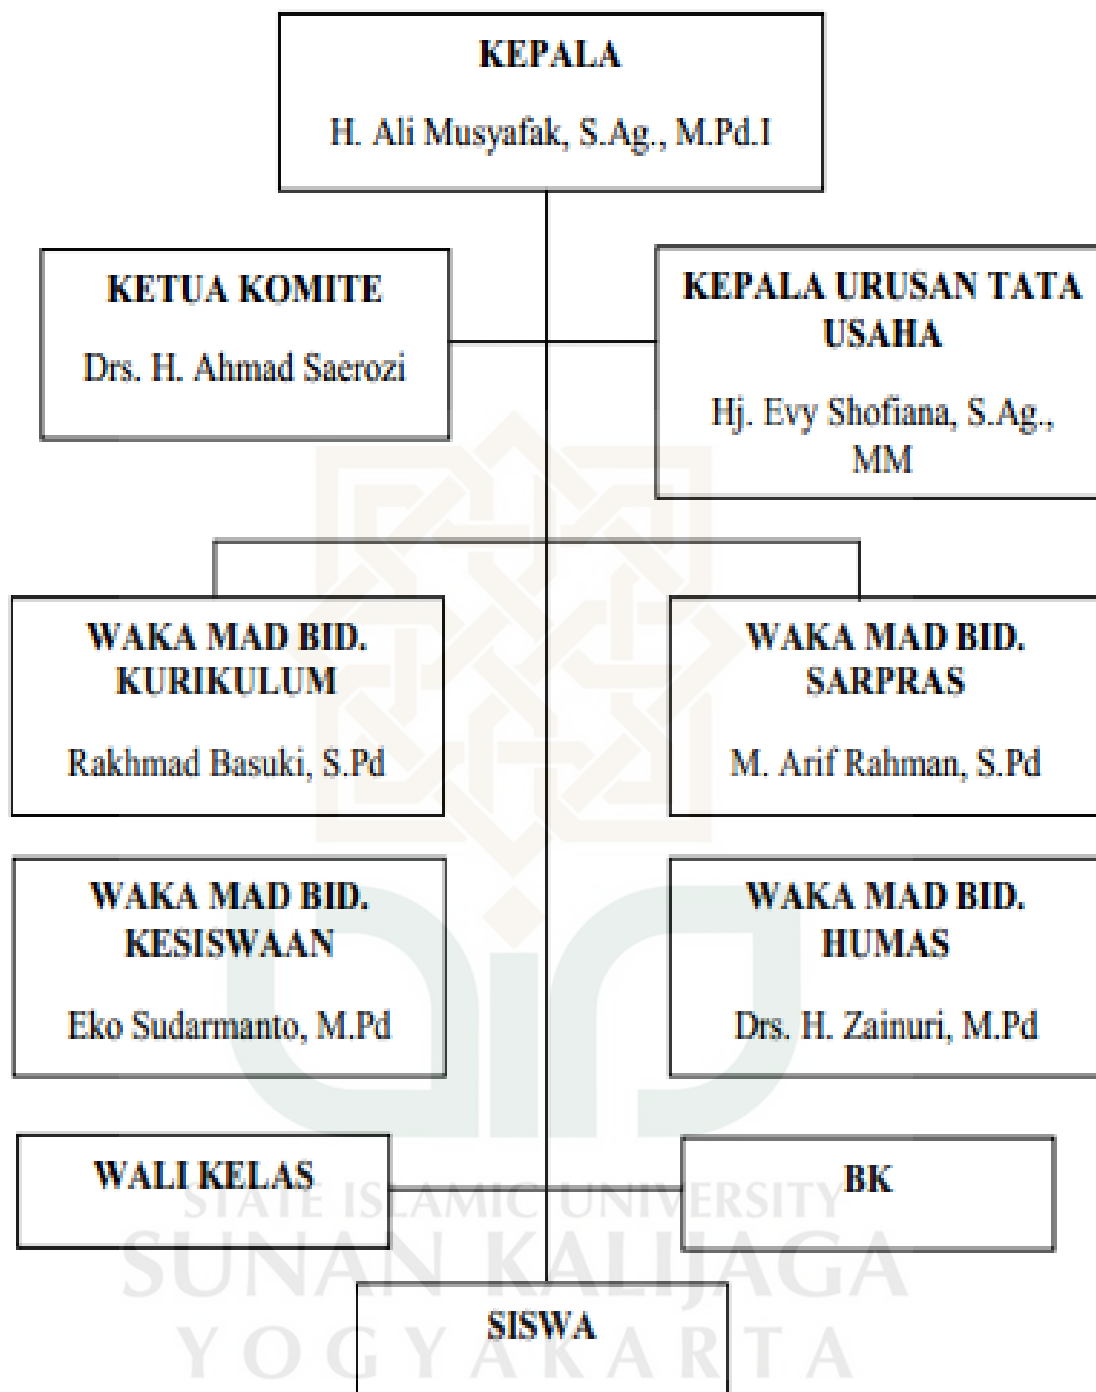 KEPALA
H. Ali Musyafak, S.Ag., M.Pd.I
KETUA KOMITE
Drs. H. Ahmad Saerozi
KEPALA URUSAN TATA
USAHA
Hj. Evy Shofiana, S.Ag.,
MM
WAKA MAD BID.
KURIKULUM
Rakhmad Basuki, S.Pd
WAKA MAD BID.
SARPRAS
M. Arif Rahman, S.Pd
WAKA MAD BID.
KESISWAAN
Eko Sudarmanto, M.Pd
WAKA MAD BID.
HUMAS
Drs. H. Zainuri, M.Pd
WALI KELAS
BK
STATE ISLAMIC UNIVERSITY
SUNAN KALIJAGA
SISWA
YOGYAKARTA